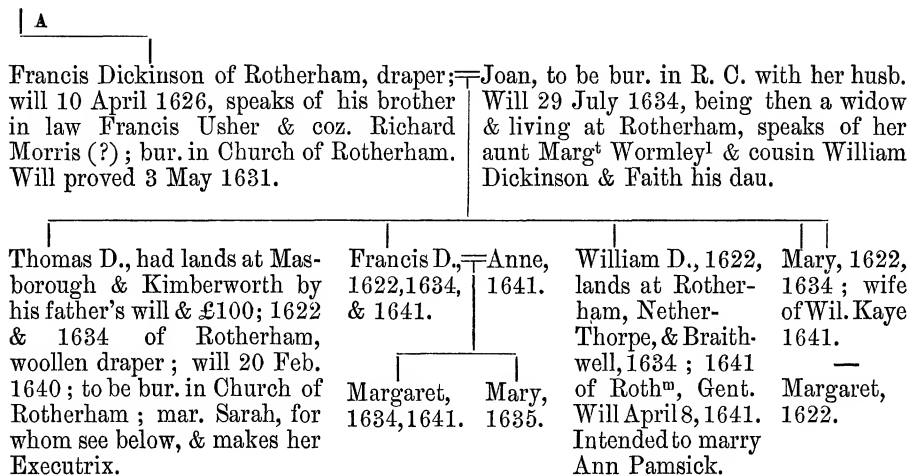 A
Francis Dickinson of Rotherham, draper;
will 10 April 1626, speaks of his brother
in law Francis Usher & coz. Richard
Morris (?) ; bur. in Church of Rotherham.
Will proved 3 May 1631.
Joan, to be bur. in R. C. with her husb.
Will 29 July 1634, being then a widow
& living at Rotherham, speaks of her
aunt Margᵗ Wormley¹ & cousin William
Dickinson & Faith his dau.
Thomas D., had lands at Mas-
borough & Kimberworth by
his father's will & £100; 1622
& 1634 of Rotherham,
woollen draper ; will 20 Feb.
1640 ; to be bur. in Church of
Rotherham ; mar. Sarah, for
whom see below, & makes her
Executrix.
Francis D.,
1622,1634,
& 1641.
Anne,
1641.
Margaret,
1634,1641.
Mary,
1635.
William D., 1622,
lands at Rother-
ham, Nether-
Thorpe, & Braith-
well, 1634 ; 1641
of Rothᵐ, Gent.
Will April 8, 1641.
Intended to marry
Ann Pamsick.
Mary, 1622,
1634 ; wife
of Wil. Kaye
1641.
—
Margaret,
1622.